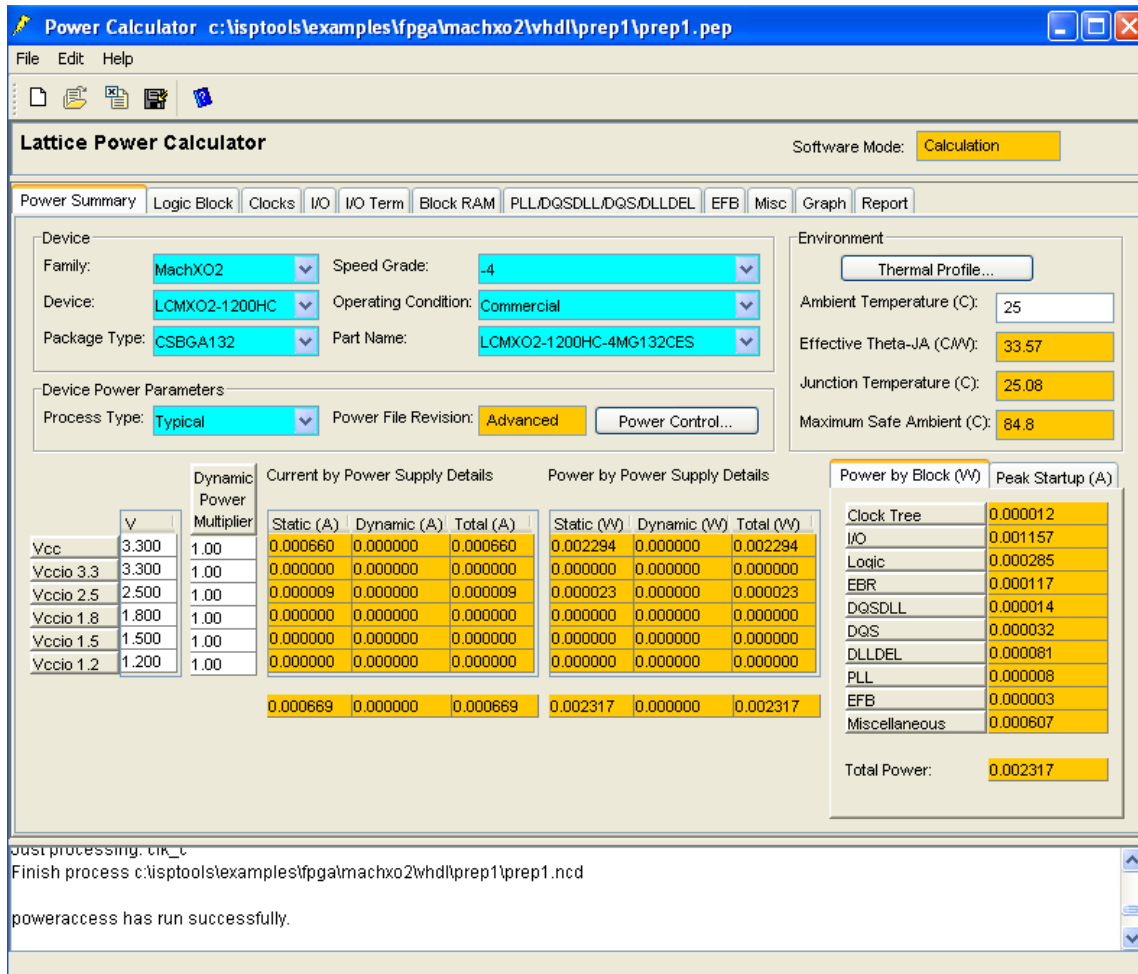 Power Calculator c:\isptools\examples\fpga\machxo2\vhdl\prep1\prep1.pep
File Edit Help
Lattice Power Calculator
Software Mode: Calculation
Power Summary Logic Block Clocks I/O I/O Term Block RAM PLL/DQSDLL/DQS/DLLDEL EFB Misc Graph Report
Device
Family: MachXO2 Speed Grade: -4
Device: LCMXO2-1200HC Operating Condition: Commercial
Package Type: CSBGA132 Part Name: LCMXO2-1200HC-4MG132CES
Device Power Parameters
Process Type: Typical Power File Revision: Advanced Power Control...
Environment
Thermal Profile...
Ambient Temperature (C): 25
Effective Theta-JA (C/W): 33.57
Junction Temperature (C): 25.08
Maximum Safe Ambient (C): 84.8
Dynamic Power Multiplier
Current by Power Supply Details Power by Power Supply Details
V Static (A) Dynamic (A) Total (A) Static (W) Dynamic (W) Total (W)
Vcc 3.300 1.00 0.000660 0.000000 0.000660 0.002294 0.000000 0.002294
Vccio 3.3 3.300 1.00 0.000000 0.000000 0.000000 0.000000 0.000000 0.000000
Vccio 2.5 2.500 1.00 0.000009 0.000000 0.000009 0.000023 0.000000 0.000023
Vccio 1.8 1.800 1.00 0.000000 0.000000 0.000000 0.000000 0.000000 0.000000
Vccio 1.5 1.500 1.00 0.000000 0.000000 0.000000 0.000000 0.000000 0.000000
Vccio 1.2 1.200 1.00 0.000000 0.000000 0.000000 0.000000 0.000000 0.000000
0.000669 0.000000 0.000669 0.002317 0.000000 0.002317
Power by Block (W) Peak Startup (A)
Clock Tree 0.000012
I/O 0.001157
Logic 0.000285
EBR 0.000117
DQSDLL 0.000014
DQS 0.000032
DLLDEL 0.000081
PLL 0.000008
EFB 0.000003
Miscellaneous 0.000607
Total Power: 0.002317
Just processing: clk_c
Finish process c:\isptools\examples\fpga\machxo2\vhdl\prep1\prep1.ncd
poweraccess has run successfully.